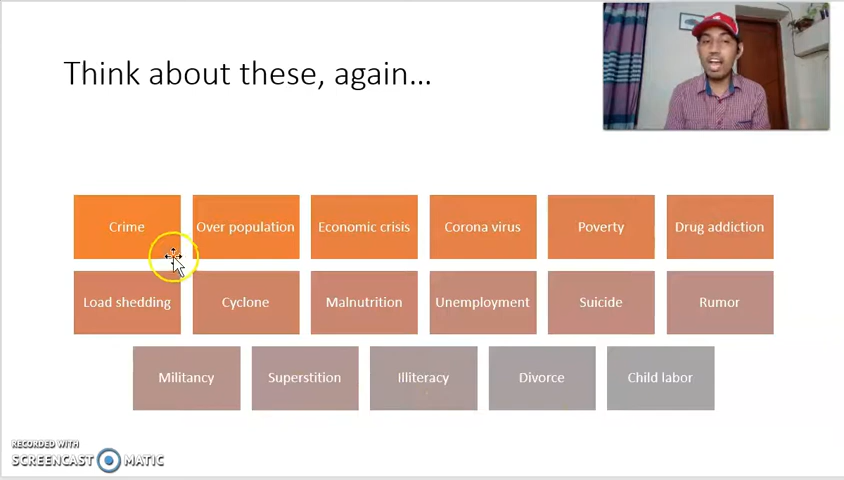 Think about these, again...
Crime
Over population
Economic crisis
Corona virus
Poverty
Drug addiction
Load shedding
Cyclone
Malnutrition
Unemployment
Suicide
Rumor
Militancy
Superstition
Illiteracy
Divorce
Child labor
RECORDED WITH
SCREENCAST MATIC